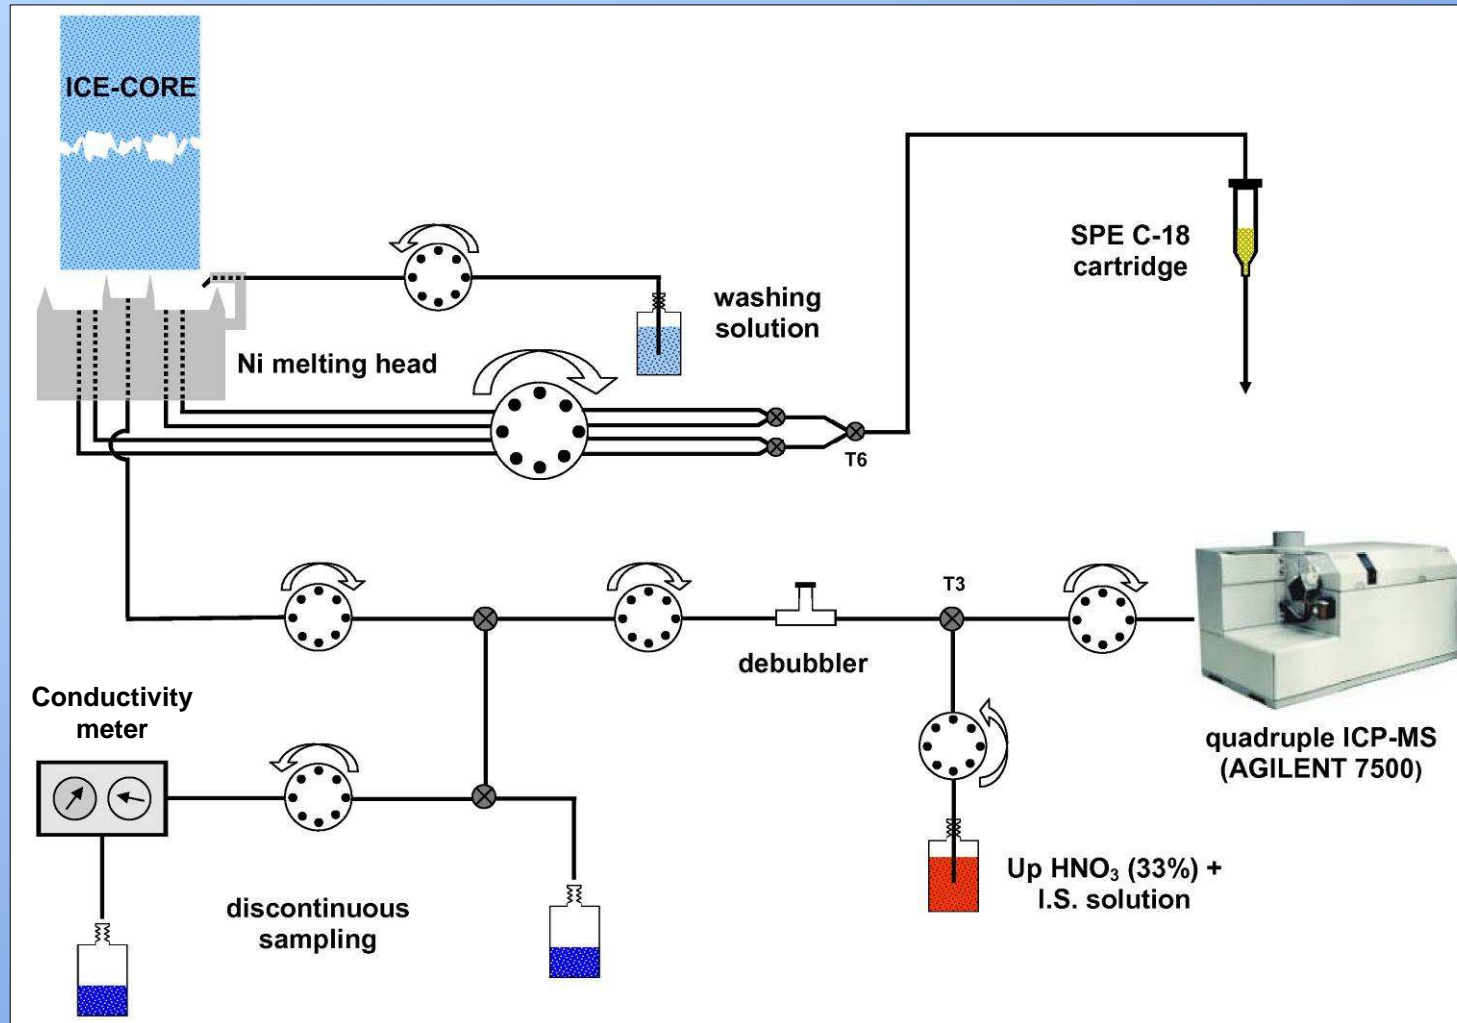 ICE-CORE
SPE C-18
cartridge
washing
solution
Ni melting head
T6
T3
debubbler
Conductivity
meter
quadruple ICP-MS
(AGILENT 7500)
Up HNO₃ (33%) +
I.S. solution
discontinuous
sampling